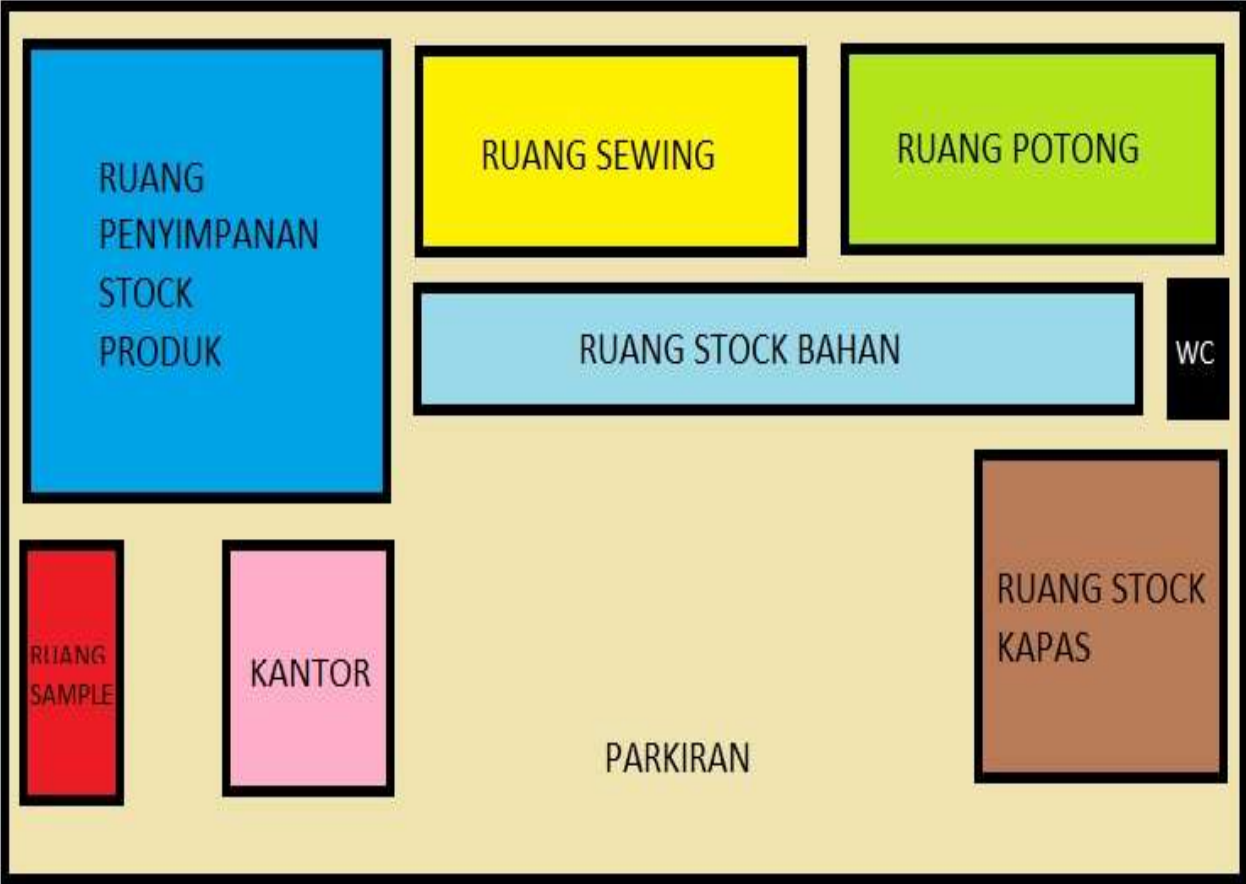 RUANG
PENYIMPANAN
STOCK
PRODUK
RUANG SEWING
RUANG POTONG
RUANG STOCK BAHAN
WC
RUANG
SAMPLE
KANTOR
RUANG STOCK
KAPAS
PARKIRAN